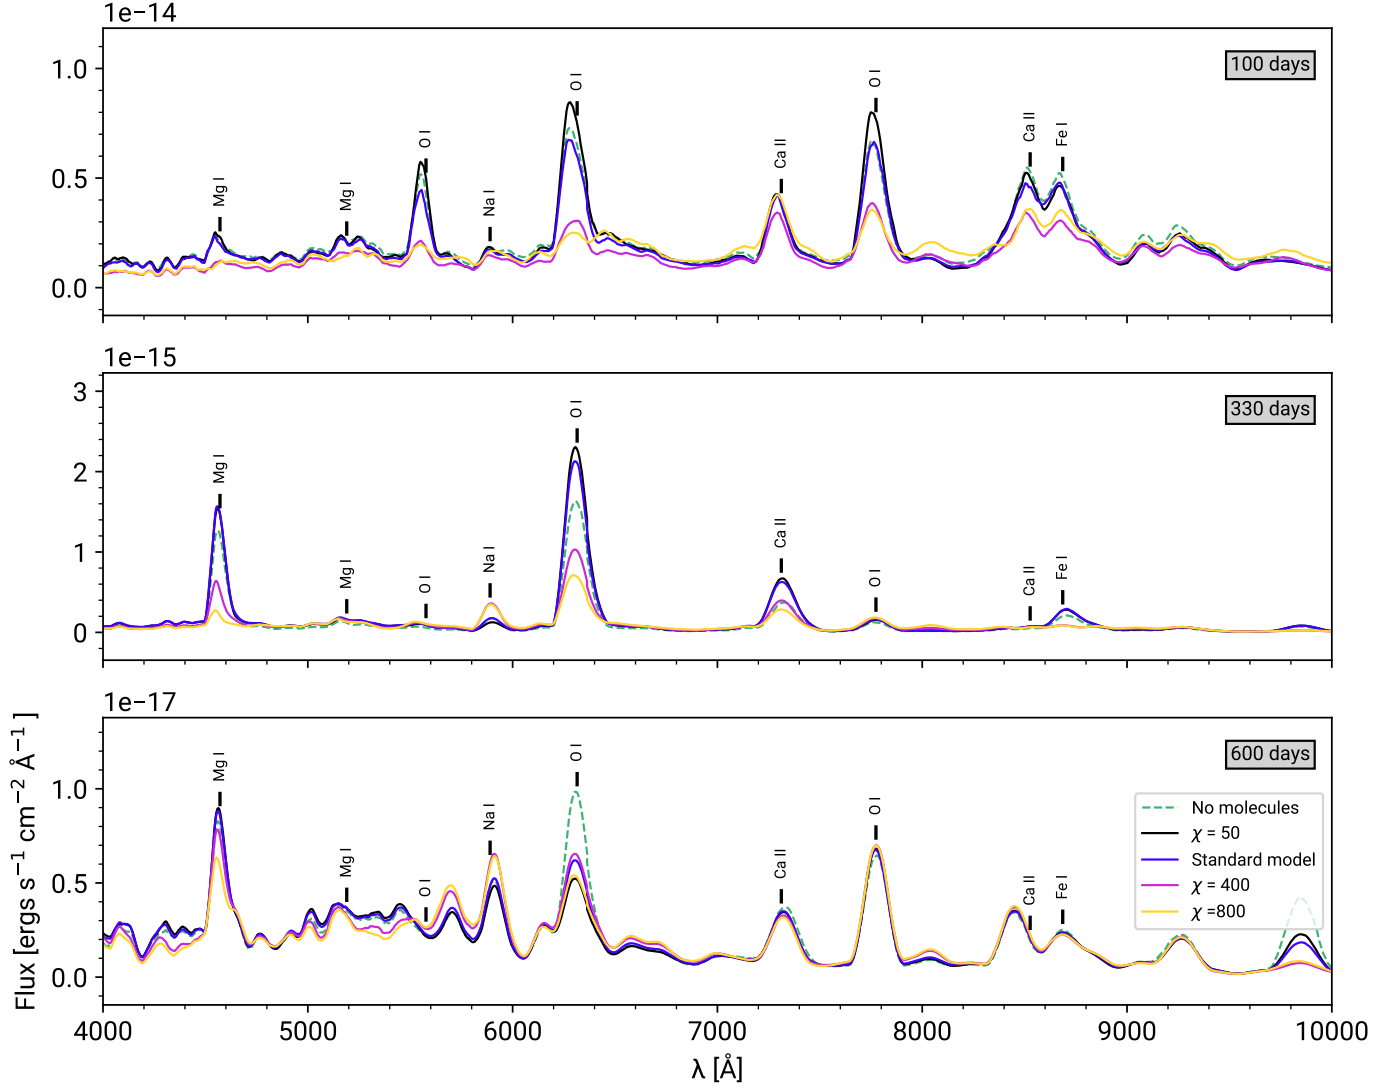 1e−14
100 days
1.0
0.5
0.0
Mg I
Mg I
O I
Na I
O I
Ca II
O I
Ca II
Fe I
1e−15
330 days
3
2
1
0
Mg I
Mg I
O I
Na I
O I
Ca II
O I
Ca II
Fe I
1e−17
600 days
1.0
0.5
0.0
Mg I
Mg I
O I
Na I
O I
Ca II
O I
Ca II
Fe I
No molecules
χ = 50
Standard model
χ = 400
χ =800
4000 5000 6000 7000 8000 9000 10000
λ [Å]
Flux [ergs s⁻¹ cm⁻² Å⁻¹ ]